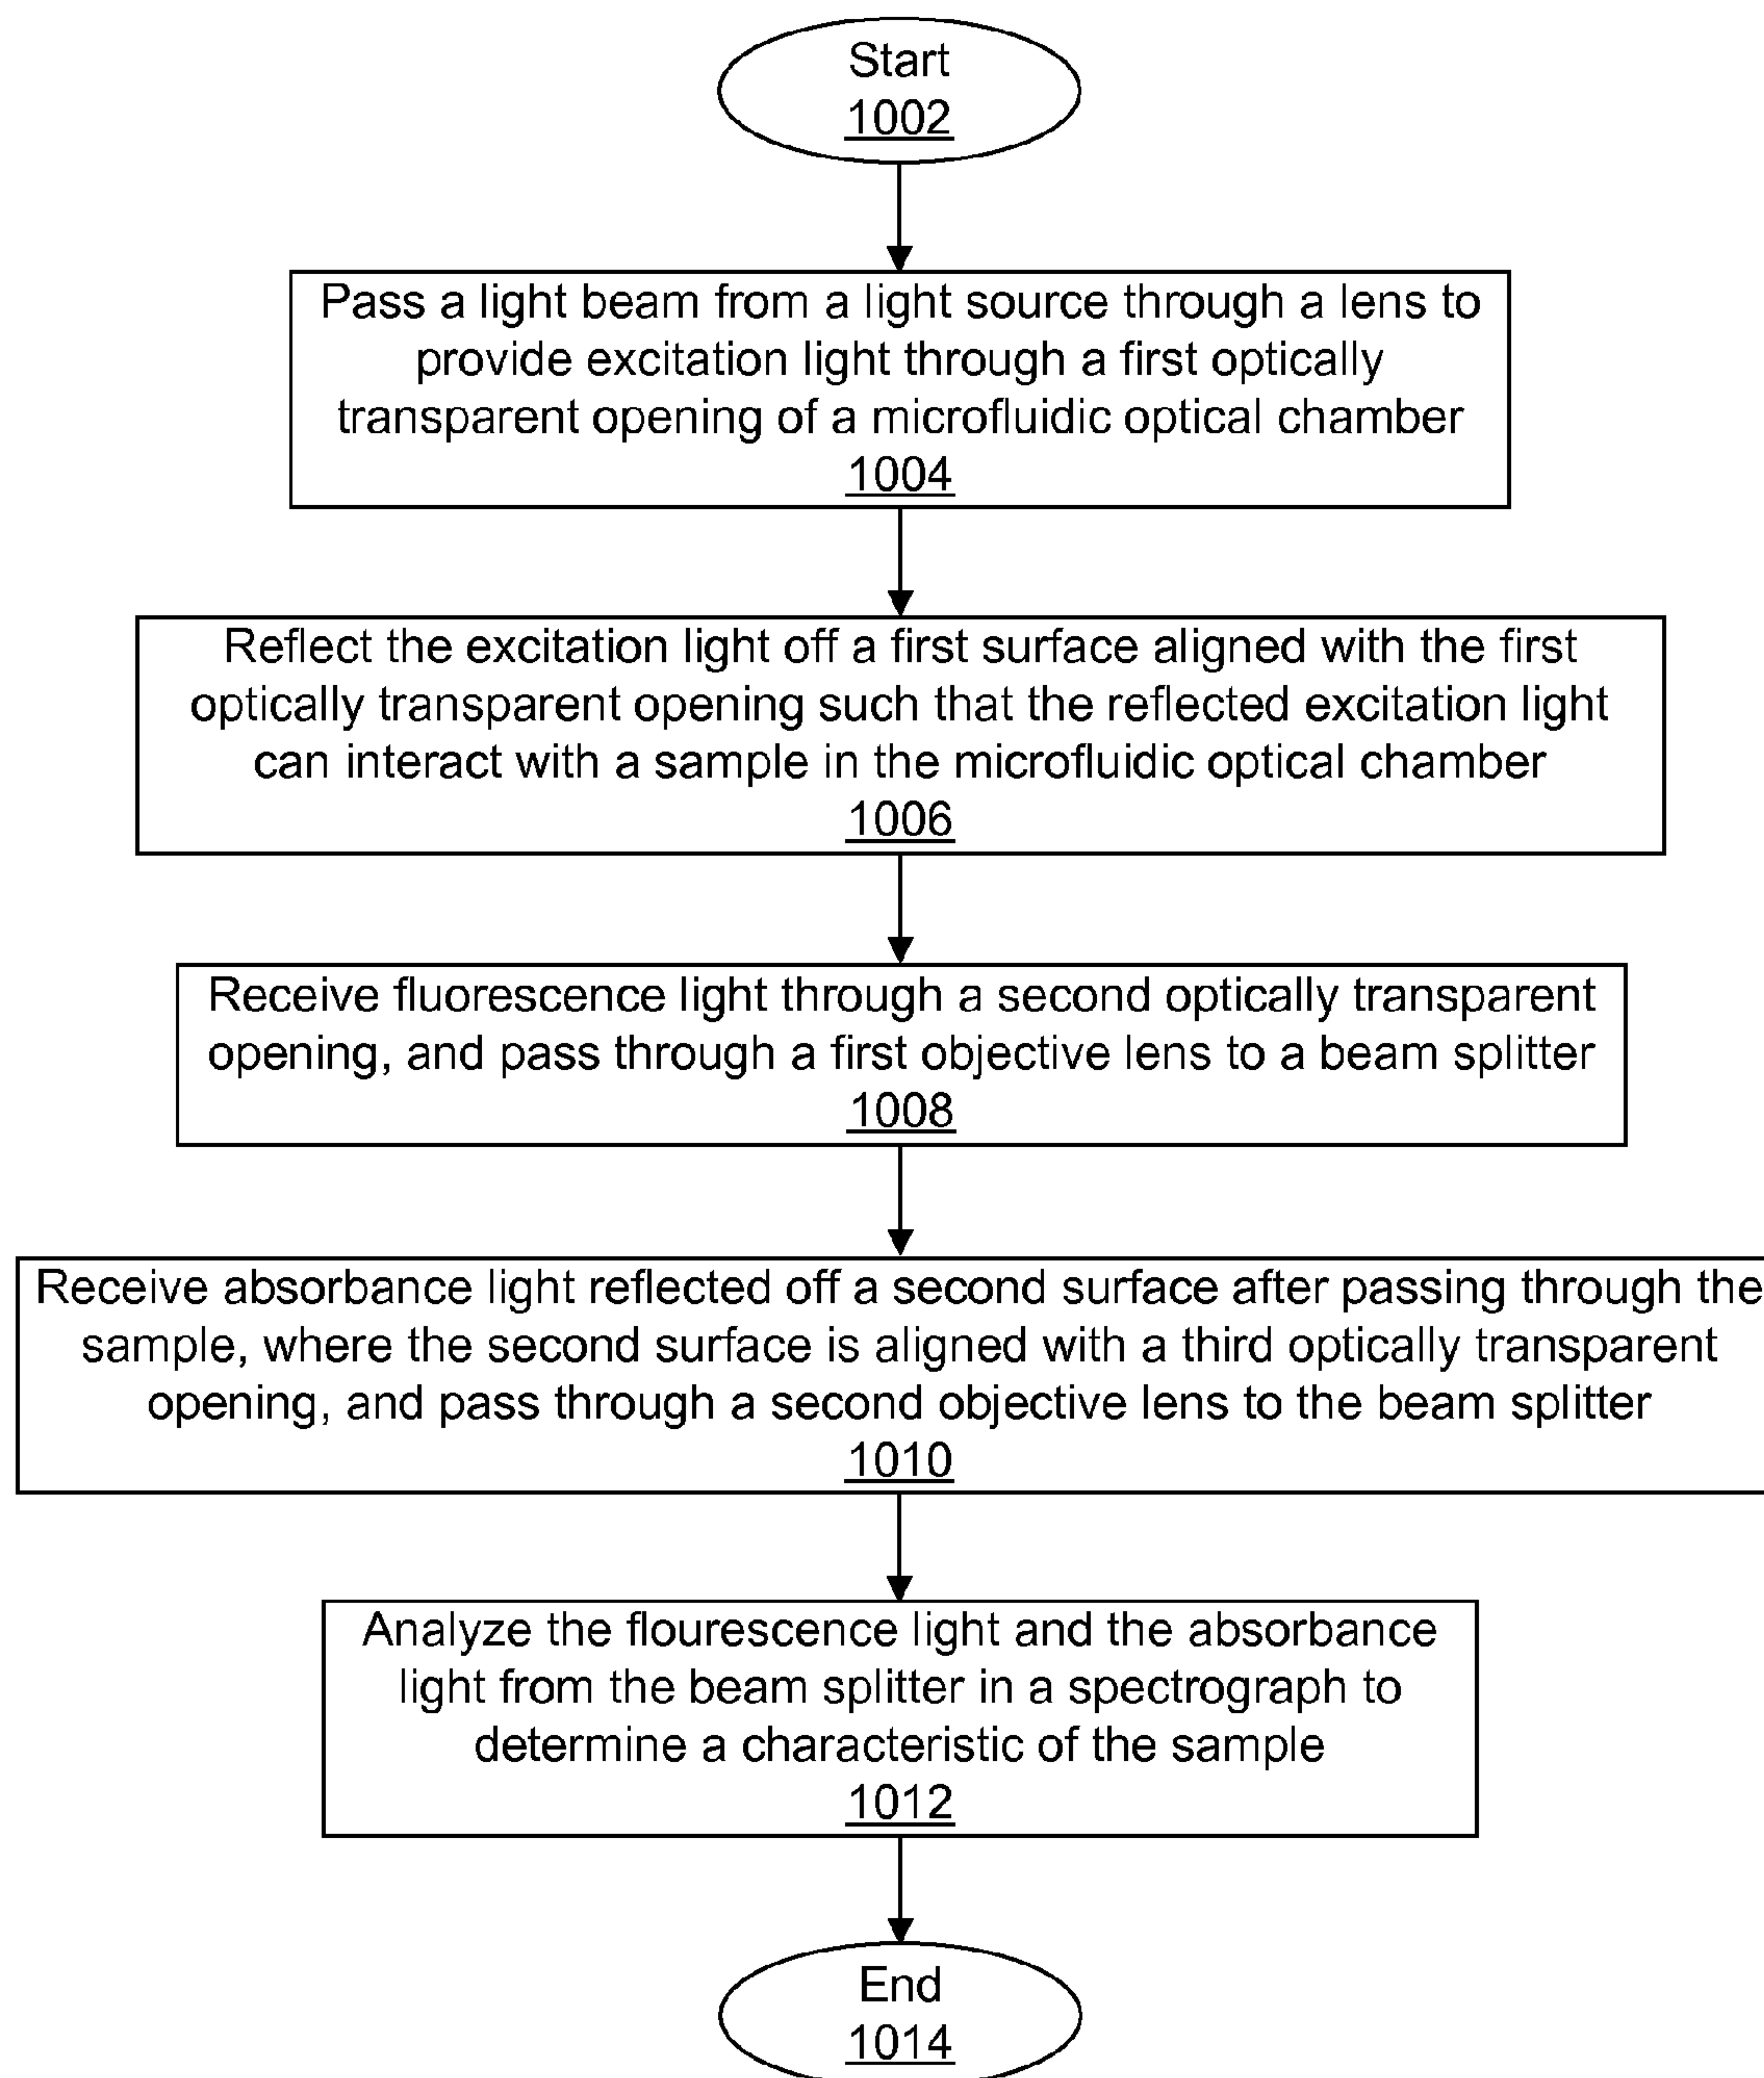 Start
1002
Pass a light beam from a light source through a lens to
provide excitation light through a first optically
transparent opening of a microfluidic optical chamber
1004
Reflect the excitation light off a first surface aligned with the first
optically transparent opening such that the reflected excitation light
can interact with a sample in the microfluidic optical chamber
1006
Receive fluorescence light through a second optically transparent
opening, and pass through a first objective lens to a beam splitter
1008
Receive absorbance light reflected off a second surface after passing through the
sample, where the second surface is aligned with a third optically transparent
opening, and pass through a second objective lens to the beam splitter
1010
Analyze the flourescence light and the absorbance
light from the beam splitter in a spectrograph to
determine a characteristic of the sample
1012
End
1014